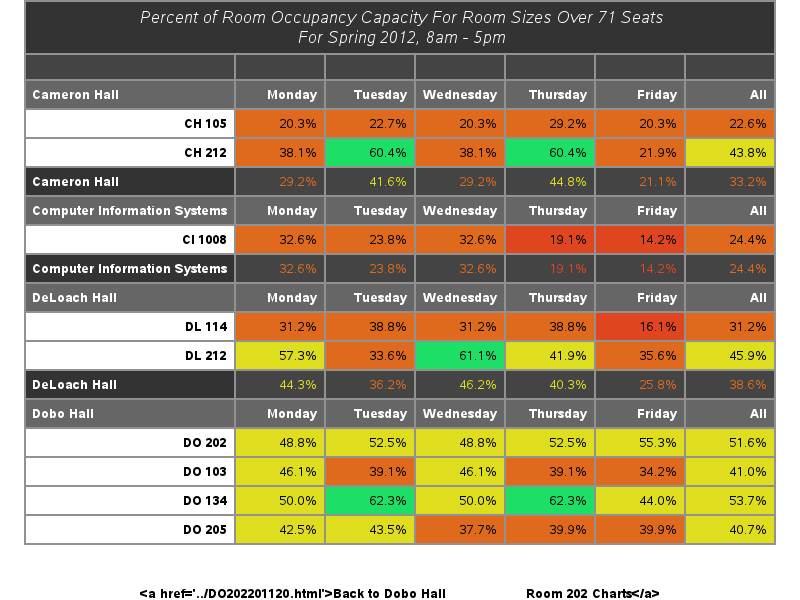 Percent of Room Occupancy Capacity For Room Sizes Over 71 Seats
For Spring 2012, 8am - 5pm
Cameron Hall Monday Tuesday Wednesday Thursday Friday All
CH 105 20.3% 22.7% 20.3% 29.2% 20.3% 22.6%
CH 212 38.1% 60.4% 38.1% 60.4% 21.9% 43.8%
Cameron Hall 29.2% 41.6% 29.2% 44.8% 21.1% 33.2%
Computer Information Systems Monday Tuesday Wednesday Thursday Friday All
CI 1008 32.6% 23.8% 32.6% 19.1% 14.2% 24.4%
Computer Information Systems 32.6% 23.8% 32.6% 19.1% 14.2% 24.4%
DeLoach Hall Monday Tuesday Wednesday Thursday Friday All
DL 114 31.2% 38.8% 31.2% 38.8% 16.1% 31.2%
DL 212 57.3% 33.6% 61.1% 41.9% 35.6% 45.9%
DeLoach Hall 44.3% 36.2% 46.2% 40.3% 25.8% 38.6%
Dobo Hall Monday Tuesday Wednesday Thursday Friday All
DO 202 48.8% 52.5% 48.8% 52.5% 55.3% 51.6%
DO 103 46.1% 39.1% 46.1% 39.1% 34.2% 41.0%
DO 134 50.0% 62.3% 50.0% 62.3% 44.0% 53.7%
DO 205 42.5% 43.5% 37.7% 39.9% 39.9% 40.7%
<a href='../DO202201120.html'>Back to Dobo Hall Room 202 Charts</a>